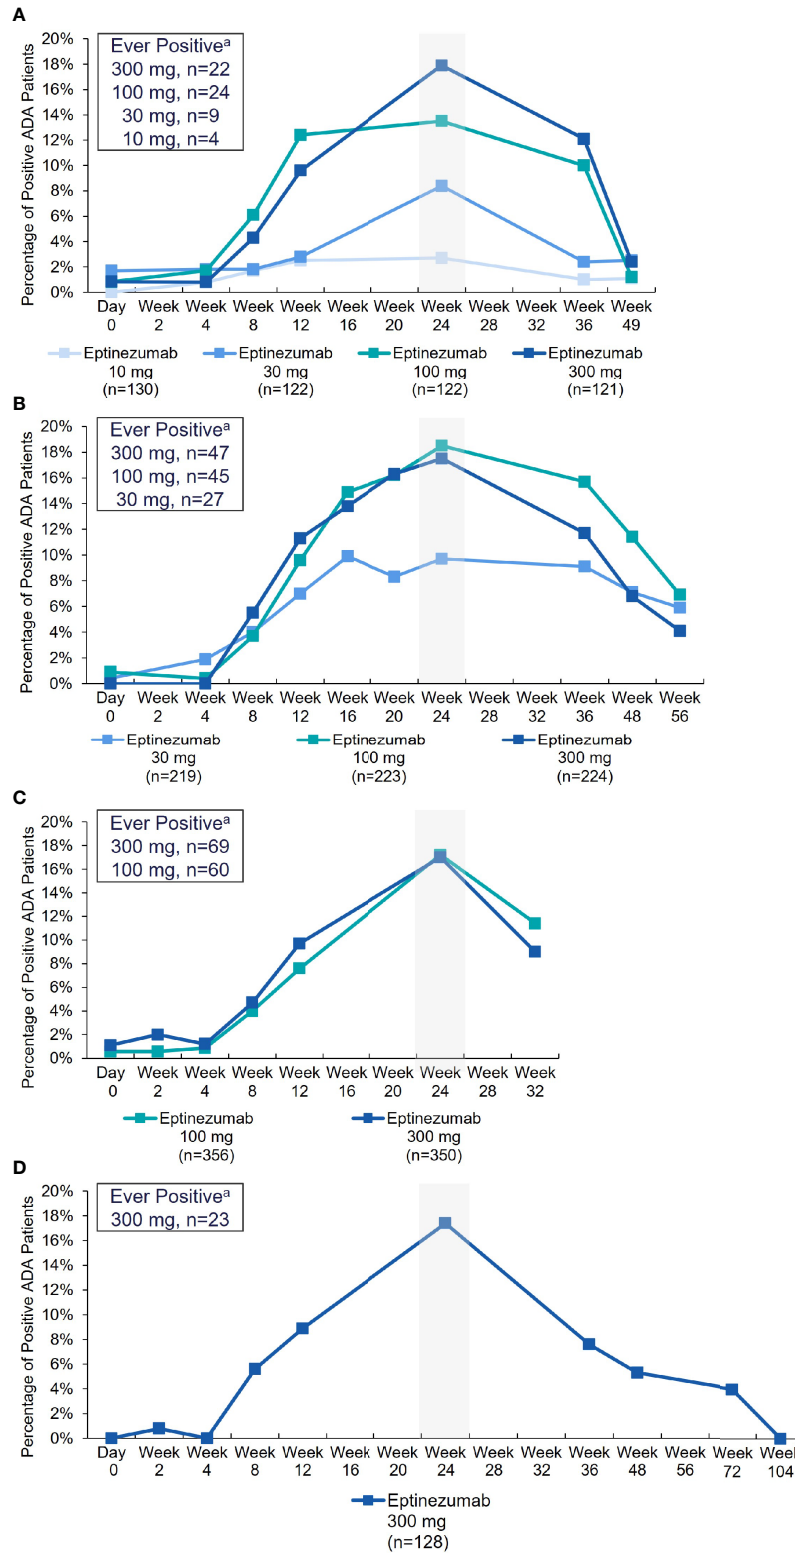 A
Percentage of Positive ADA Patients
20%
18%
16%
14%
12%
10%
8%
6%
4%
2%
0%
Ever Positiveᵃ
300 mg, n=22
100 mg, n=24
30 mg, n=9
10 mg, n=4
Day Week Week Week Week Week Week Week Week Week Week Week
0 2 4 8 12 16 20 24 28 32 36 49
Eptinezumab Eptinezumab Eptinezumab Eptinezumab
10 mg 30 mg 100 mg 300 mg
(n=130) (n=122) (n=122) (n=121)
B
Percentage of Positive ADA Patients
20%
18%
16%
14%
12%
10%
8%
6%
4%
2%
0%
Ever Positiveᵃ
300 mg, n=47
100 mg, n=45
30 mg, n=27
Day Week Week Week Week Week Week Week Week Week Week Week Week
0 2 4 8 12 16 20 24 28 32 36 48 56
Eptinezumab Eptinezumab Eptinezumab
30 mg 100 mg 300 mg
(n=219) (n=223) (n=224)
C
Percentage of Positive ADA Patients
20%
18%
16%
14%
12%
10%
8%
6%
4%
2%
0%
Ever Positiveᵃ
300 mg, n=69
100 mg, n=60
Day Week Week Week Week Week Week Week Week Week
0 2 4 8 12 16 20 24 28 32
Eptinezumab Eptinezumab
100 mg 300 mg
(n=356) (n=350)
D
Percentage of Positive ADA Patients
20%
18%
16%
14%
12%
10%
8%
6%
4%
2%
0%
Ever Positiveᵃ
300 mg, n=23
Day Week Week Week Week Week Week Week Week Week Week Week Week Week Week
0 2 4 8 12 16 20 24 28 32 36 48 56 72 104
Eptinezumab
300 mg
(n=128)